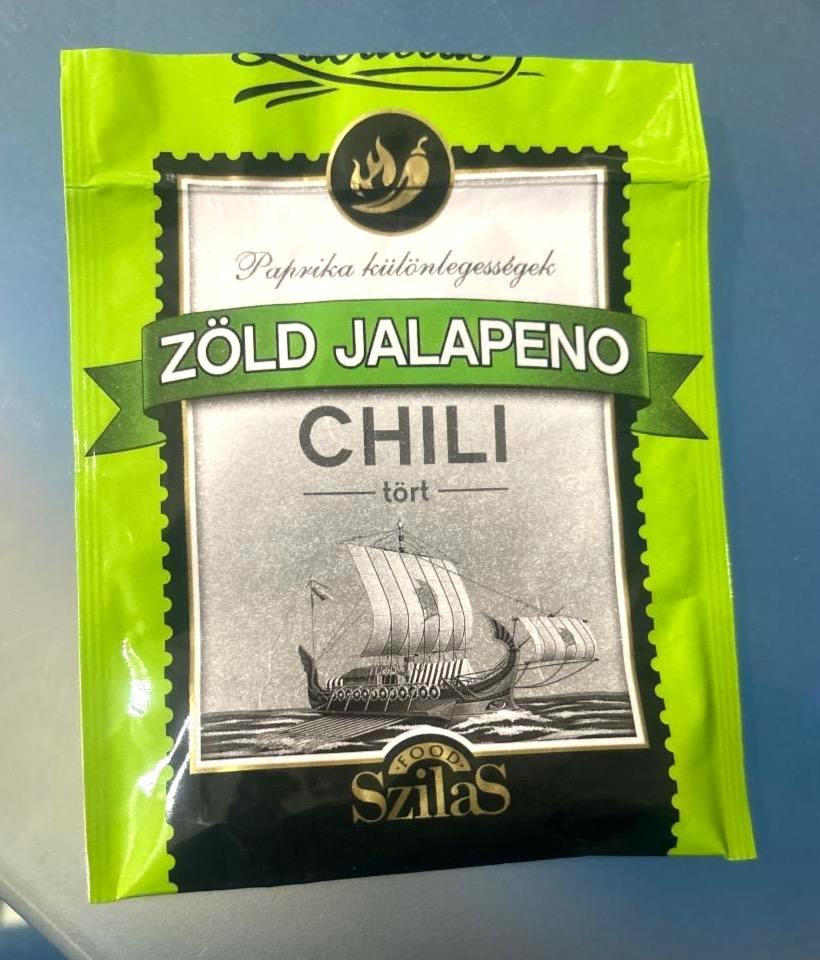 Paprika különlegességek
ZÖLD JALAPENO
CHILI
tört
·FOOD·
SzilaS